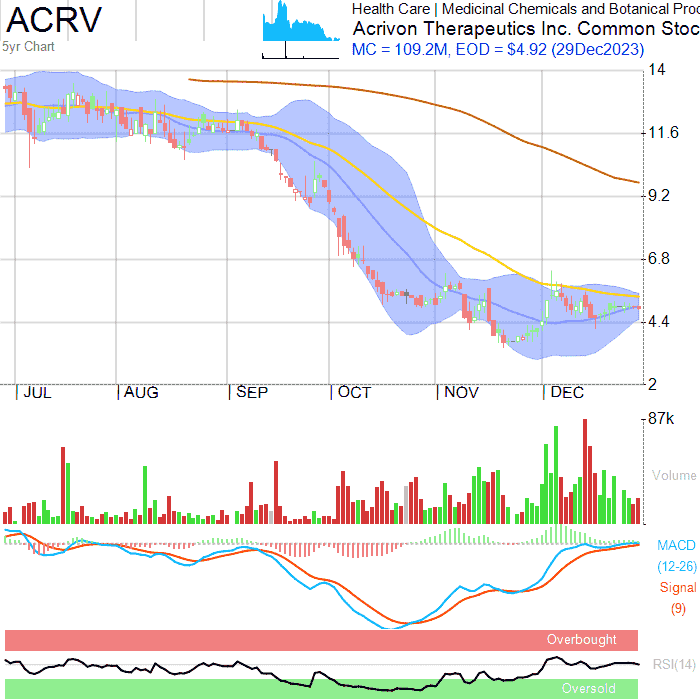 ACRV
5yr Chart
Health Care | Medicinal Chemicals and Botanical Proc
Acrivon Therapeutics Inc. Common Stoc
MC = 109.2M, EOD = $4.92 (29Dec2023)
14
11.6
9.2
6.8
4.4
2
JUL AUG SEP OCT NOV DEC
87k
Volume
MACD
(12-26)
Signal
(9)
Overbought
RSI(14)
Oversold